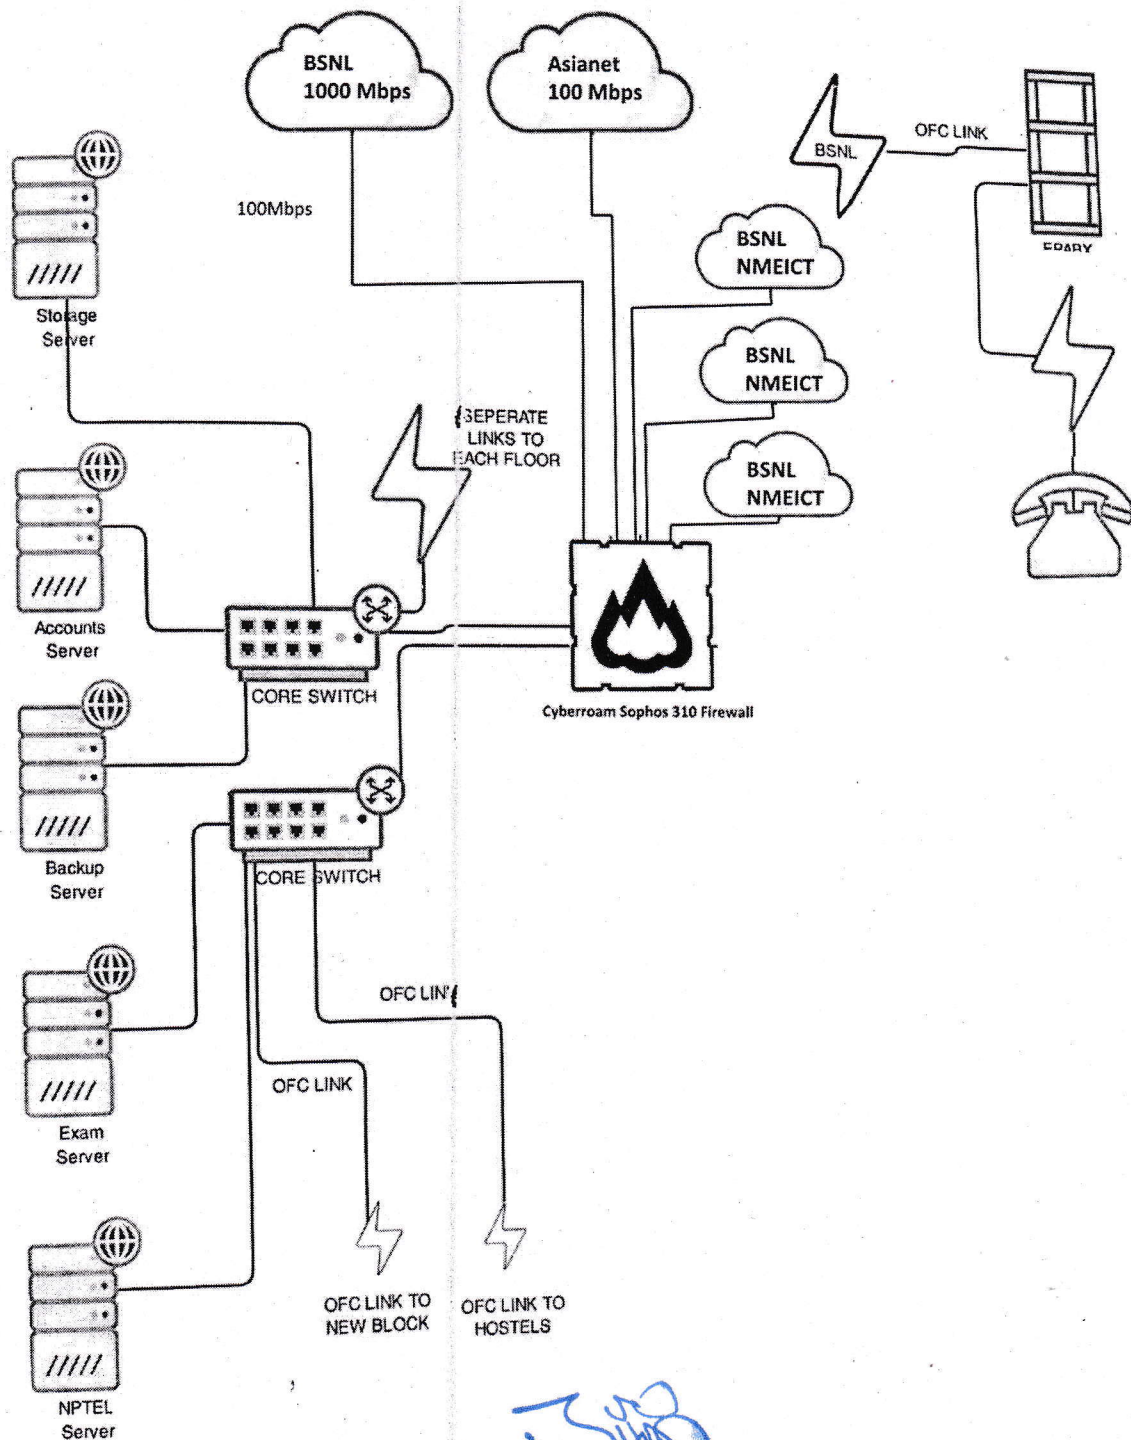 BSNL
1000 Mbps
Asianet
100 Mbps
BSNL
OFC LINK
100Mbps
BSNL
NMEICT
BSNL
NMEICT
BSNL
NMEICT
Storage
Server
SEPERATE
LINKS TO
EACH FLOOR
Accounts
Server
CORE SWITCH
Cyberroam Sophos 310 Firewall
Backup
Server
CORE SWITCH
OFC LIN
OFC LINK
Exam
Server
OFC LINK TO
NEW BLOCK
OFC LINK TO
HOSTELS
NPTEL
Server